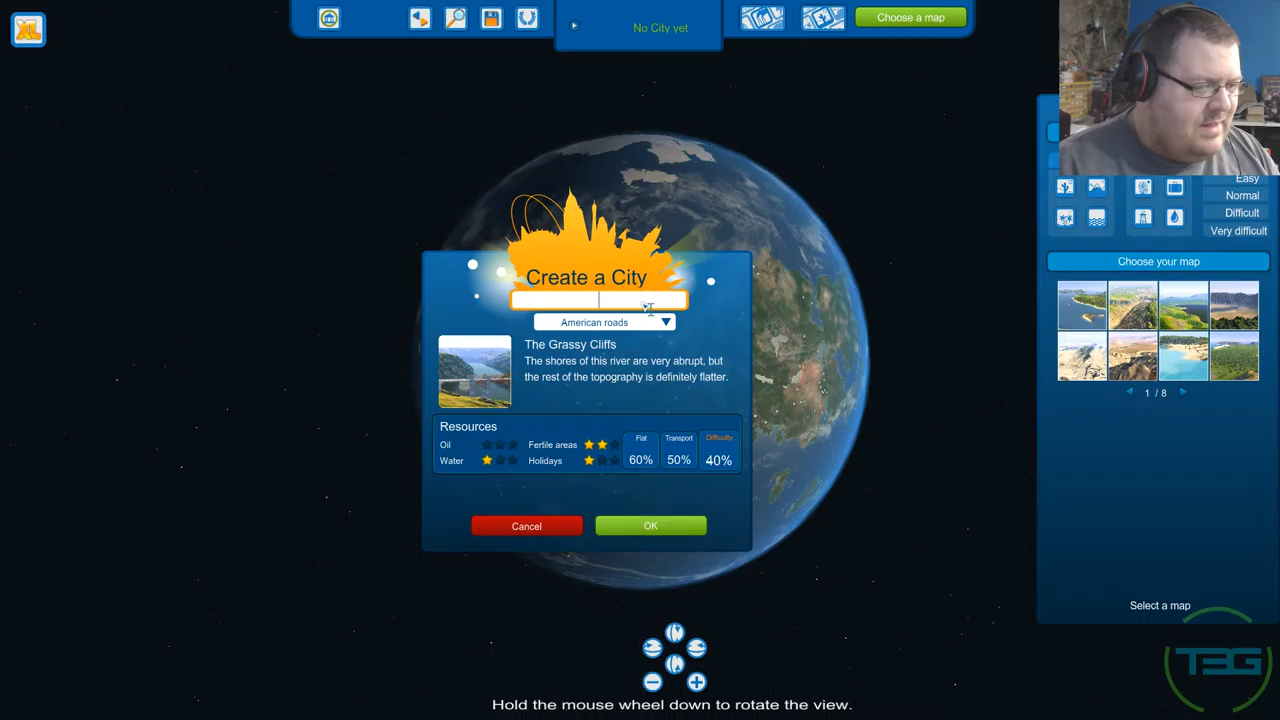 XL
No City yet
Choose a map
Easy
Normal
Difficult
Very difficult
Choose your map
1 / 8
Select a map
Create a City
American roads
The Grassy Cliffs
The shores of this river are very abrupt, but
the rest of the topography is definitely flatter.
Resources
Oil
Fertile areas
Water
Holidays
Flat
60%
Transport
50%
Difficulty
40%
Cancel
OK
Hold the mouse wheel down to rotate the view.
TBG